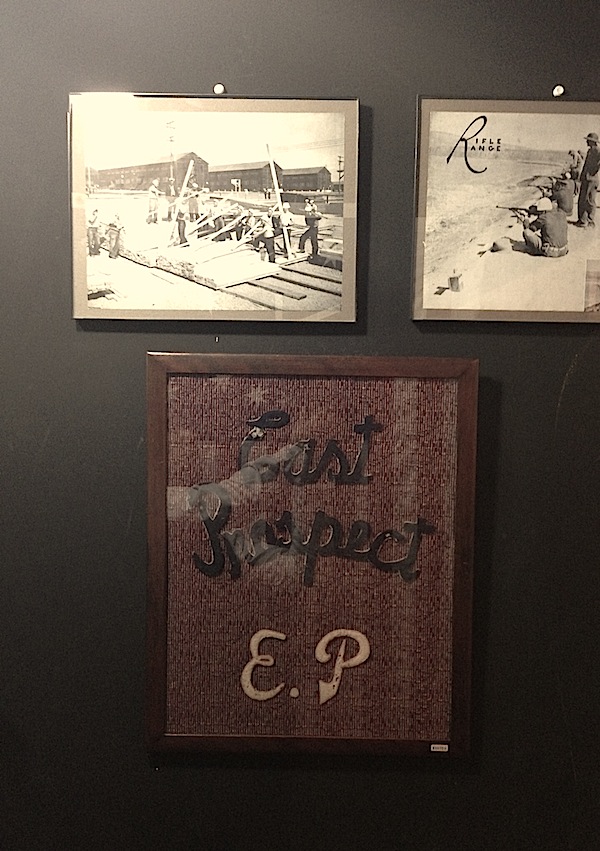 Rifle
Range
East
Prospect
E.P